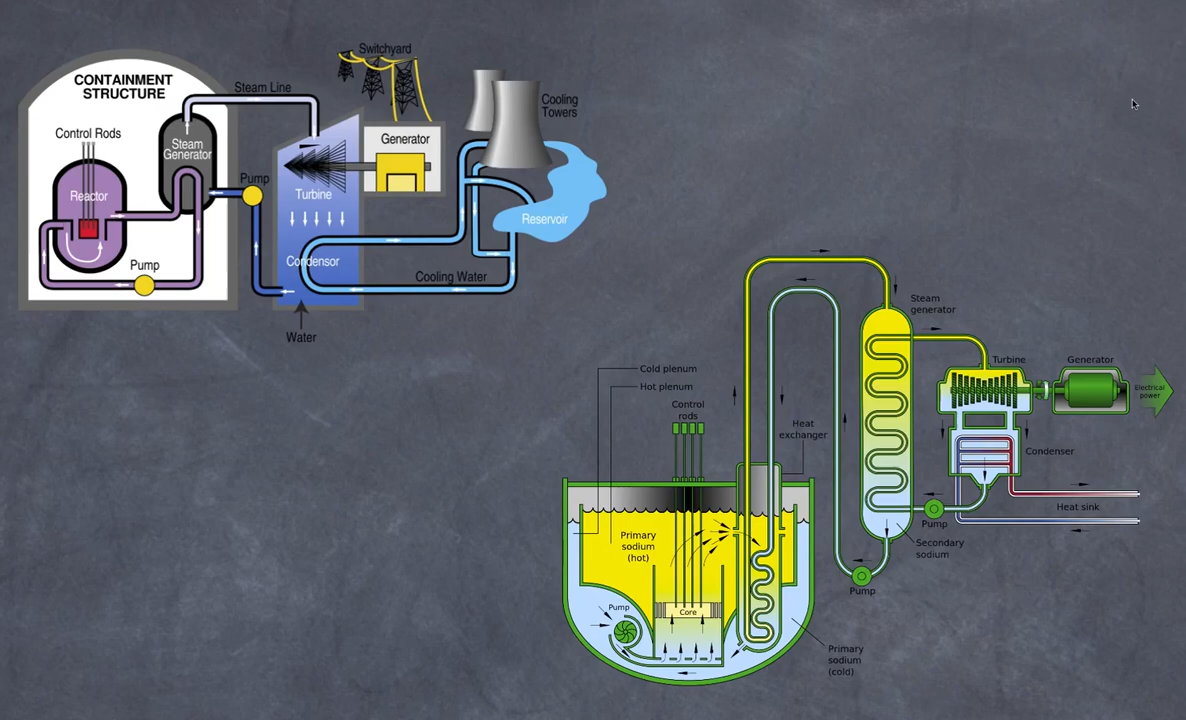 Switchyard
CONTAINMENT
STRUCTURE
Steam Line
Cooling
Towers
Control Rods
Steam
Generator
Generator
Pump
Reactor
Turbine
Reservoir
Condensor
Pump
Cooling Water
Water
Steam
generator
Cold plenum
Hot plenum
Control
rods
Turbine
Generator
Electrical
power
Heat
exchanger
Condenser
Heat sink
Pump
Primary
sodium
(hot)
Secondary
sodium
Pump
Pump
Core
Primary
sodium
(cold)